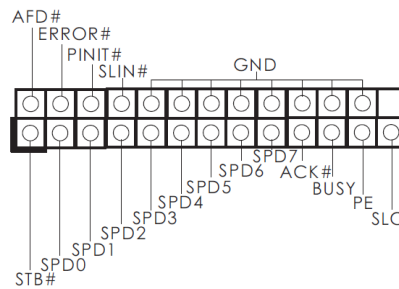 AFD#
ERROR#
PINIT#
SLIN#
GND
SPD7
SPD6
ACK#
SPD5
BUSY
SPD4
PE
SPD3
SLC
SPD2
SPD1
SPD0
STB#